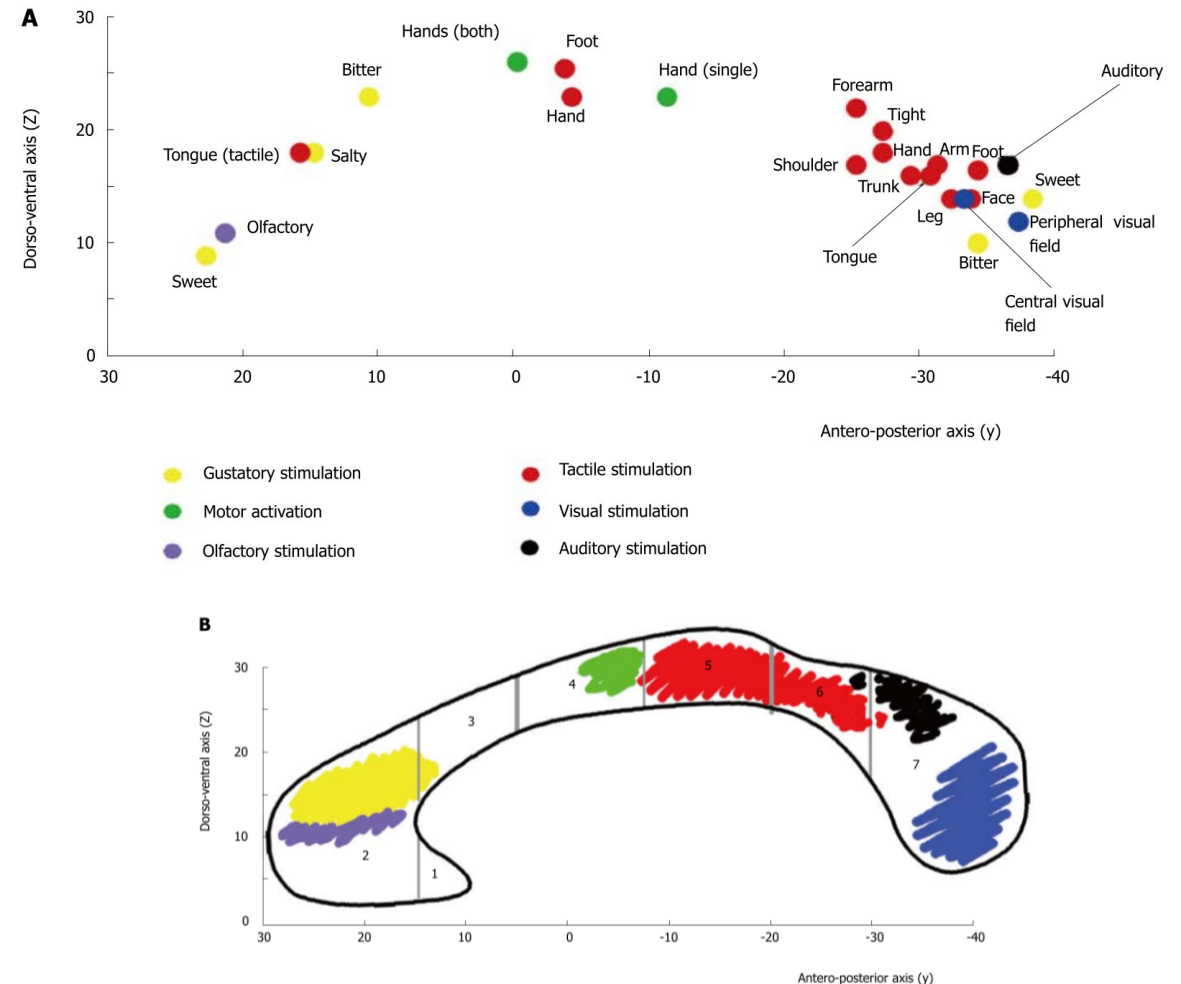 A
30
Hands (both)
Foot
Bitter
Hand (single)
Auditory
Forearm
Hand
Tight
Dorso-ventral axis (Z)
20
Tongue (tactile)
Salty
Shoulder
Hand
Arm
Foot
Trunk
Sweet
Leg
Face
Peripheral visual
field
Olfactory
10
Tongue
Bitter
Sweet
Central visual
field
0
30
20
10
0
-10
-20
-30
-40
Antero-posterior axis (y)
Gustatory stimulation
Tactile stimulation
Motor activation
Visual stimulation
Olfactory stimulation
Auditory stimulation
B
30
Dorso-ventral axis (Z)
20
10
0
1
2
3
4
5
6
7
30
20
10
0
-10
-20
-30
-40
Antero-posterior axis (y)